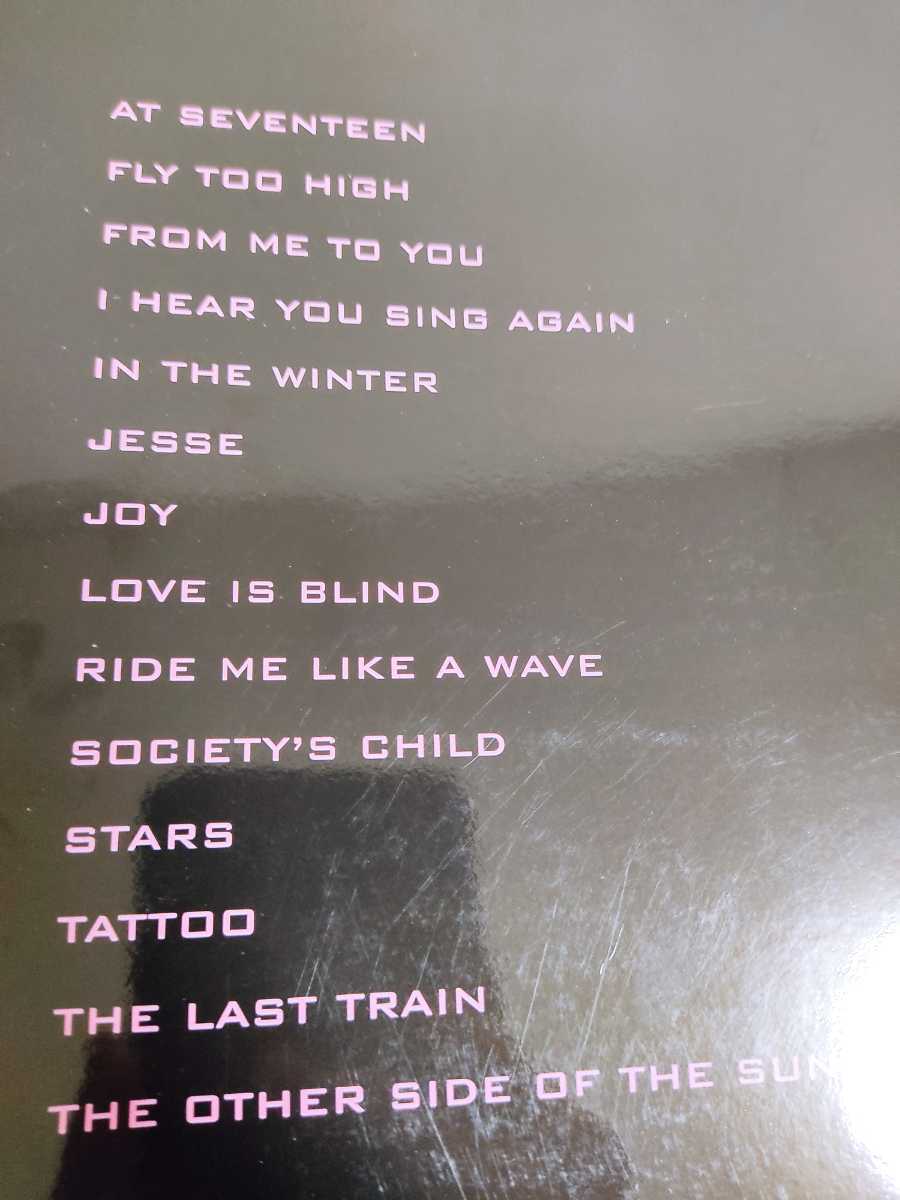 AT SEVENTEEN
FLY TOO HIGH
FROM ME TO YOU
I HEAR YOU SING AGAIN
IN THE WINTER
JESSE
JOY
LOVE IS BLIND
RIDE ME LIKE A WAVE
SOCIETY'S CHILD
STARS
TATTOO
THE LAST TRAIN
THE OTHER SIDE OF THE SUN